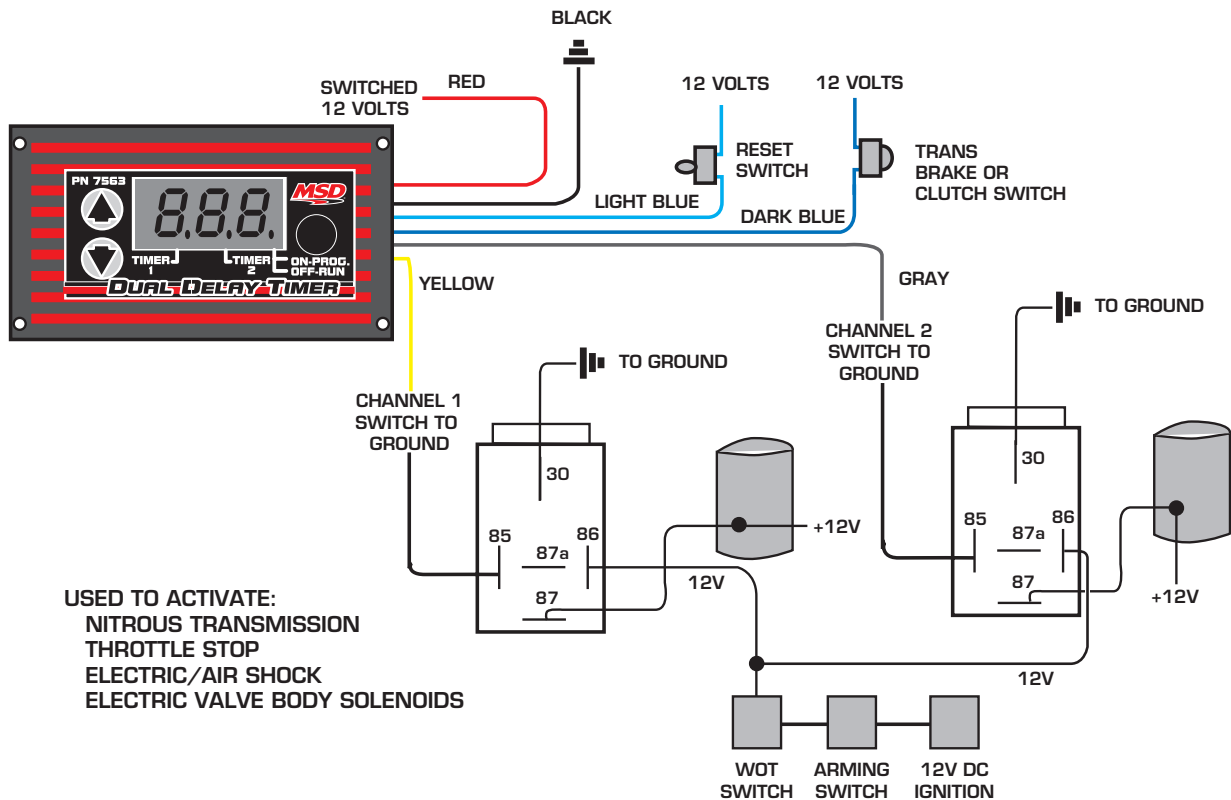 BLACK
SWITCHED
12 VOLTS
RED
12 VOLTS
12 VOLTS
RESET
SWITCH
TRANS
BRAKE OR
CLUTCH SWITCH
LIGHT BLUE
DARK BLUE
PN 7563
8.8.8.
MSD
TIMER
1
TIMER
2
ON-PROG.
OFF-RUN
DUAL DELAY TIMER
YELLOW
GRAY
CHANNEL 1
SWITCH TO
GROUND
TO GROUND
CHANNEL 2
SWITCH TO
GROUND
TO GROUND
30
85
86
87a
87
+12V
12V
30
85
86
87a
87
+12V
12V
USED TO ACTIVATE:
NITROUS TRANSMISSION
THROTTLE STOP
ELECTRIC/AIR SHOCK
ELECTRIC VALVE BODY SOLENOIDS
WOT
SWITCH
ARMING
SWITCH
12V DC
IGNITION